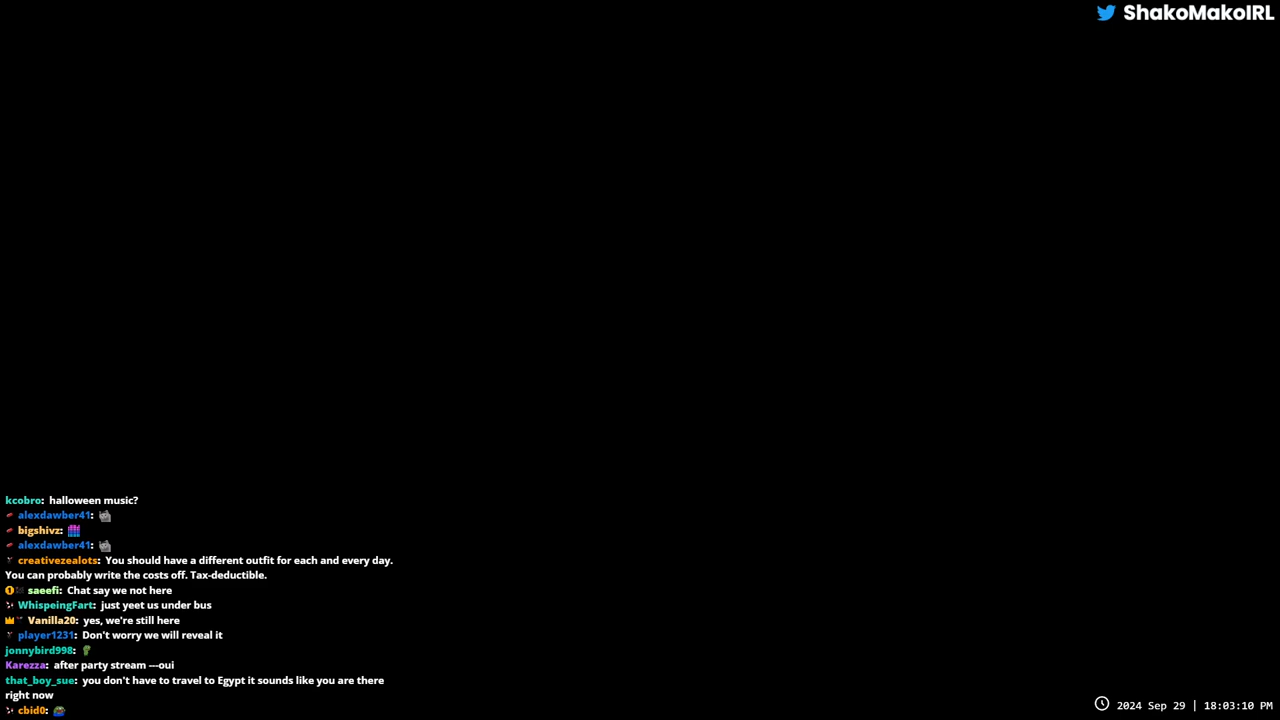 ShakoMakoIRL
kcobro: halloween music?
alexdawber41:
bigshivz:
alexdawber41:
creativezealots: You should have a different outfit for each and every day.
You can probably write the costs off. Tax-deductible.
saeefi: Chat say we not here
WhispeingFart: just yeet us under bus
Vanilla20: yes, we're still here
player1231: Don't worry we will reveal it
jonnybird998:
Karezza: after party stream ---oui
that_boy_sue: you don't have to travel to Egypt it sounds like you are there
right now
cbid0:
2024 Sep 29 | 18:03:10 PM